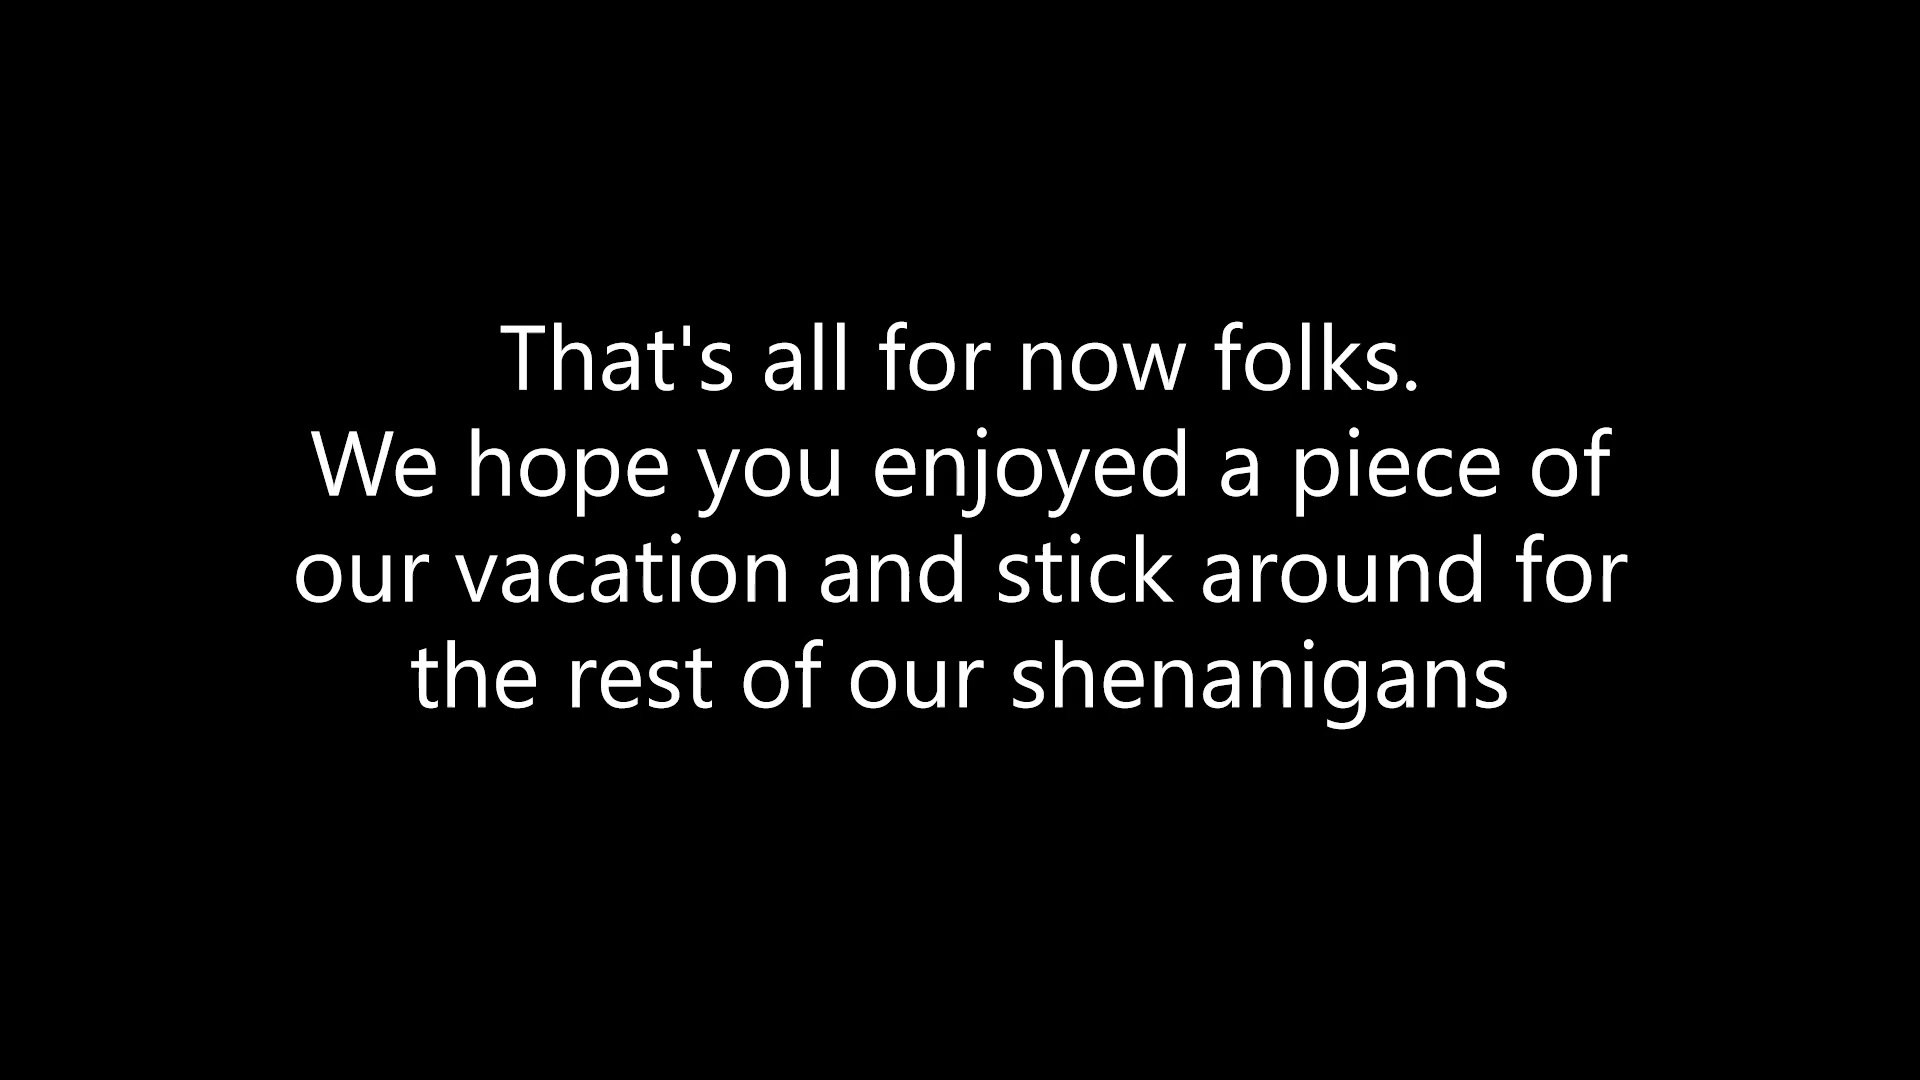 That's all for now folks.
We hope you enjoyed a piece of
our vacation and stick around for
the rest of our shenanigans